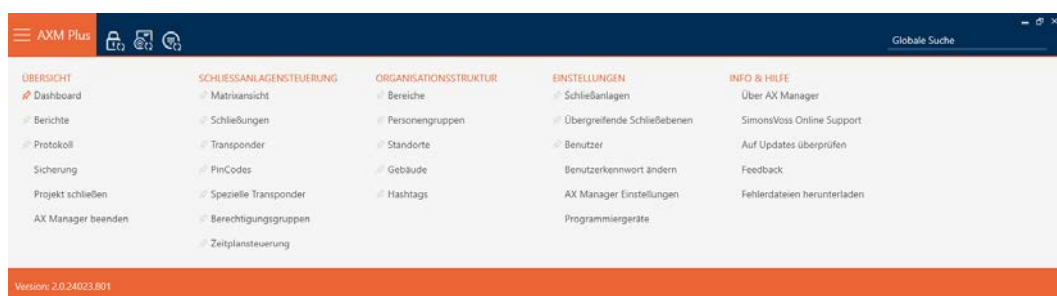 AXM Plus
Globale Suche
ÜBERSICHT
Dashboard
Berichte
Protokoll
Sicherung
Projekt schließen
AX Manager beenden
SCHLIESSANLAGENSTEUERUNG
Matrixansicht
Schließungen
Transponder
PinCodes
Spezielle Transponder
Berechtigungsgruppen
Zeitplansteuerung
ORGANISATIONSSTRUKTUR
Bereiche
Personengruppen
Standorte
Gebäude
Hashtags
EINSTELLUNGEN
Schließanlagen
Übergreifende Schließebenen
Benutzer
Benutzerkennwort ändern
AX Manager Einstellungen
Programmiergeräte
INFO & HILFE
Über AX Manager
SimonsVoss Online Support
Auf Updates überprüfen
Feedback
Fehlerdateien herunterladen
Version: 2.0.24023.801